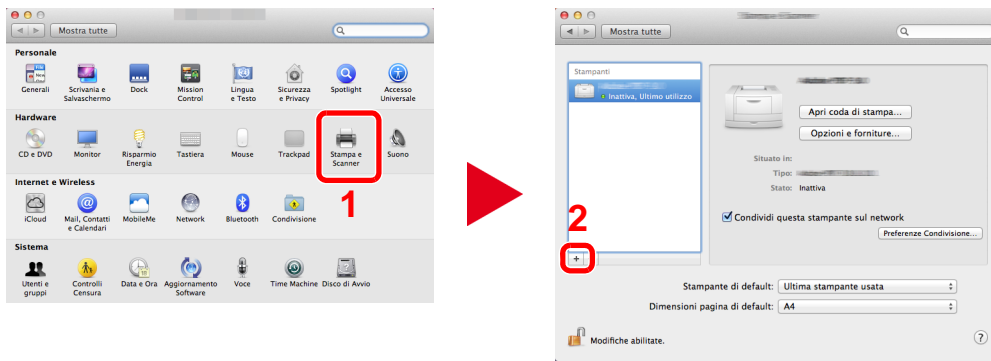 Mostra tutte
Personale
Generali
Scrivania e
Salvaschermo
Dock
Mission
Control
Lingua
e Testo
Sicurezza
e Privacy
Spotlight
Accesso
Universale
Hardware
CD e DVD
Monitor
Risparmio
Energia
Tastiera
Mouse
Trackpad
Stampa e
Scanner
Suono
Internet e Wireless
1
iCloud
Mail, Contatti
e Calendari
MobileMe
Network
Bluetooth
Condivisione
Sistema
Utenti e
gruppi
Controlli
Censura
Data e Ora
Aggiornamento
Software
Voce
Time Machine
Disco di Avvio
Mostra tutte
Stampanti
Inattiva, Ultimo utilizzo
Apri coda di stampa...
Opzioni e forniture...
Situato in:
Tipo:
Stato: Inattiva
2
Condividi questa stampante sul network
Preferenze Condivisione...
+
Stampante di default: Ultima stampante usata
Dimensioni pagina di default: A4
Modifiche abilitate.
?